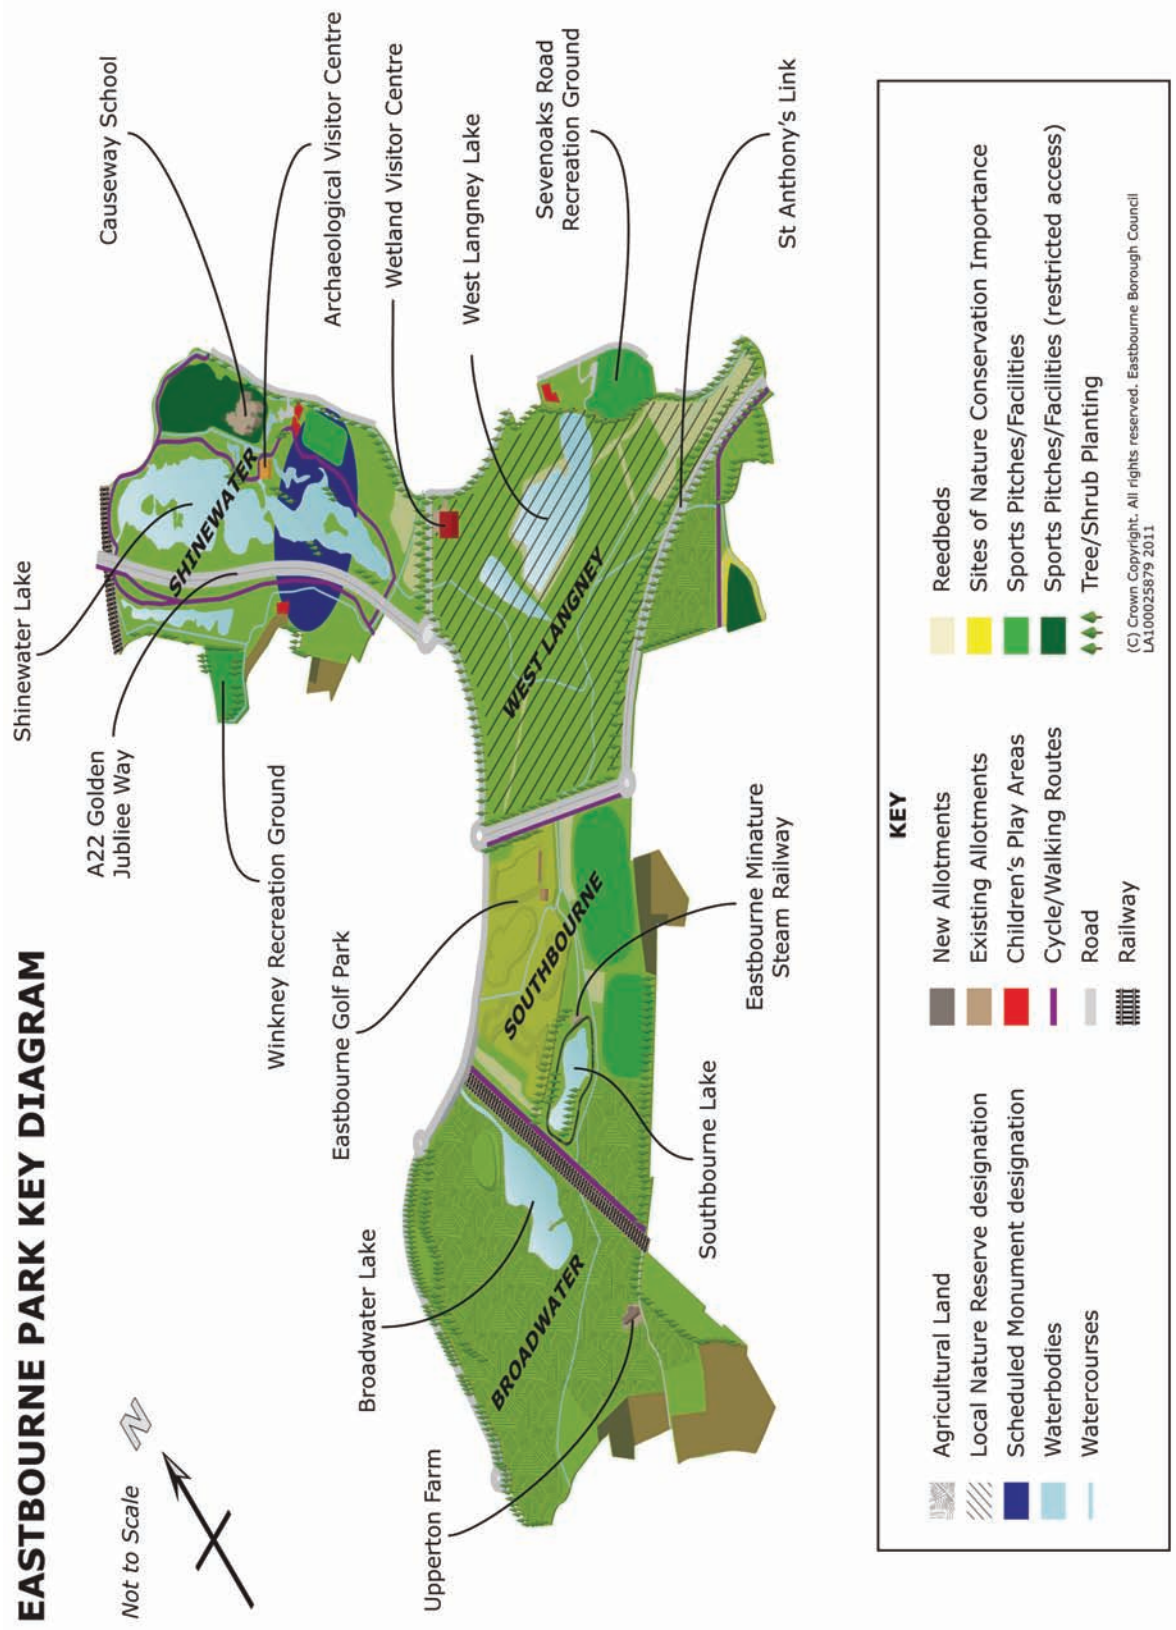 EASTBOURNE PARK KEY DIAGRAM
Not to Scale
N
Shinewater Lake
A22 Golden
Jubliee Way
Winkney Recreation Ground
Eastbourne Golf Park
Broadwater Lake
Upperton Farm
Causeway School
Archaeological Visitor Centre
Wetland Visitor Centre
West Langney Lake
Sevenoaks Road
Recreation Ground
St Anthony's Link
Eastbourne Minature
Steam Railway
Southbourne Lake
BROADWATER
SOUTHBOURNE
WEST LANGNEY
SHINEWATER
KEY
Agricultural Land
Local Nature Reserve designation
Scheduled Monument designation
Waterbodies
Watercourses
New Allotments
Existing Allotments
Children's Play Areas
Cycle/Walking Routes
Road
Railway
Reedbeds
Sites of Nature Conservation Importance
Sports Pitches/Facilities
Sports Pitches/Facilities (restricted access)
Tree/Shrub Planting
(C) Crown Copyright. All rights reserved. Eastbourne Borough Council
LA100025879 2011